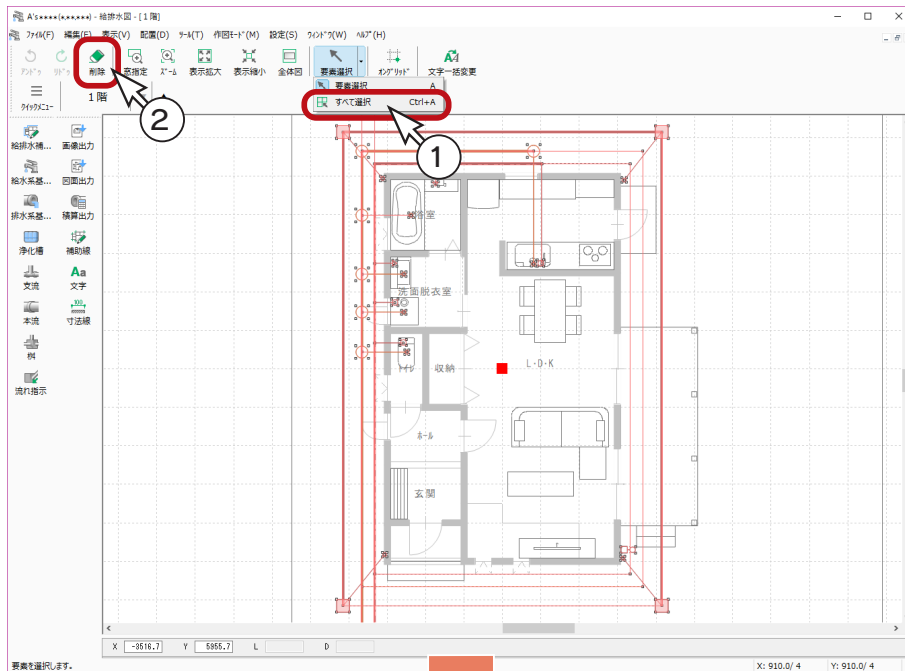 A's****(*.**.***) - 給排水図 - [1階]
ﾌｧｲﾙ(F) 編集(E) 表示(V) 配置(D) ﾂｰﾙ(T) 作図ﾓｰﾄﾞ(M) 設定(S) ｳｨﾝﾄﾞｳ(W) ﾍﾙﾌﾟ(H)
ｱﾝﾄﾞｩ ﾘﾄﾞｩ 削除 窓指定 ｽﾞｰﾑ 表示拡大 表示縮小 全体図 要素選択 ｵﾝｸﾞﾘｯﾄﾞ 文字一括変更
要素選択 A
すべて選択 Ctrl+A
ｸｲｯｸﾒﾆｭｰ 1階
②
①
給排水補... 画像出力
給水系基... 図面出力
排水系基... 積算出力
浄化槽 補助線
支流 文字
本流 寸法線
桝
流れ指示
浴室
洗面脱衣室
ﾄｲﾚ 収納 L・D・K
ﾎｰﾙ
玄関
X -3516.7 Y 5955.7 L D
要素を選択します。 X: 910.0/ 4 Y: 910.0/ 4